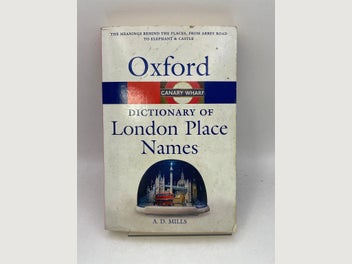 THE MEANINGS BEHIND THE PLACES, FROM ABBEY ROAD
TO ELEPHANT & CASTLE
Oxford
CANARY WHARF
DICTIONARY OF
London Place
Names
A. D. MILLS